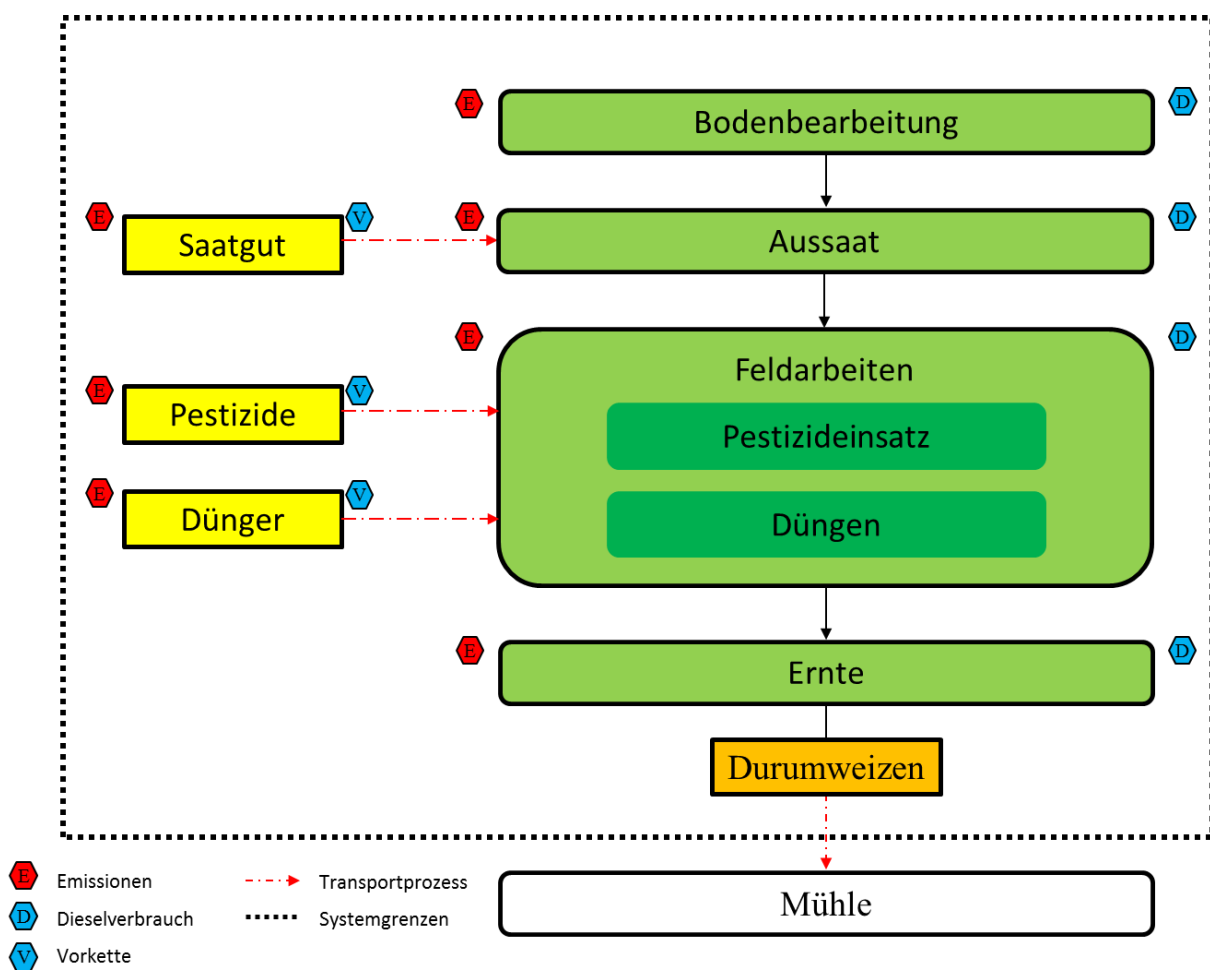 E
Bodenbearbeitung
D
E
Saatgut
V
E
Aussaat
D
E
Feldarbeiten
D
E
Pestizide
V
Pestizideinsatz
E
Dünger
V
Düngen
E
Ernte
D
Durumweizen
Mühle
E Emissionen
Transportprozess
D Dieselverbrauch
Systemgrenzen
V Vorkette